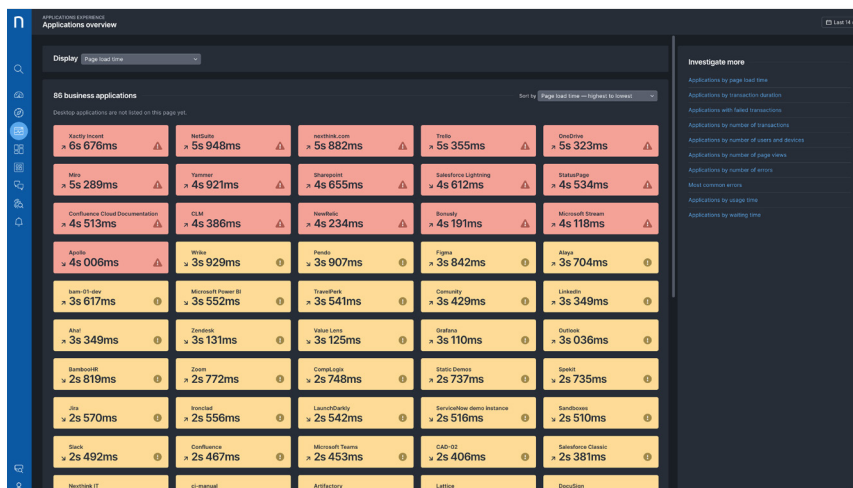 n
APPLICATIONS EXPERIENCE
Applications overview
Last 14
Display Page load time
86 business applications
Sort by Page load time — highest to lowest
Desktop applications are not listed on this page yet.
Xactly Incent
6s 676ms
NetSuite
5s 948ms
nexthink.com
5s 882ms
Trello
5s 355ms
OneDrive
5s 323ms
Miro
5s 289ms
Yammer
4s 921ms
Sharepoint
4s 655ms
Salesforce Lightning
4s 612ms
StatusPage
4s 534ms
Confluence Cloud Documentation
4s 513ms
CLM
4s 386ms
NewRelic
4s 234ms
Bonusly
4s 191ms
Microsoft Stream
4s 118ms
Apollo
4s 006ms
Wrike
3s 929ms
Pendo
3s 907ms
Figma
3s 842ms
Alaya
3s 704ms
bam-01-dev
3s 617ms
Microsoft Power BI
3s 552ms
TravelPerk
3s 541ms
Comunity
3s 429ms
LinkedIn
3s 349ms
Aha!
3s 349ms
Zendesk
3s 131ms
Value Lens
3s 125ms
Grafana
3s 110ms
Outlook
3s 036ms
BambooHR
2s 819ms
Zoom
2s 772ms
CompLogix
2s 748ms
Static Demos
2s 737ms
Spekit
2s 735ms
Jira
2s 570ms
Ironclad
2s 556ms
LaunchDarkly
2s 542ms
ServiceNow demo instance
2s 516ms
Sandboxes
2s 510ms
Slack
2s 492ms
Confluence
2s 467ms
Microsoft Teams
2s 453ms
CAD-02
2s 406ms
Salesforce Classic
2s 381ms
Nexthink IT
ci-manual
Artifactory
Lattice
DocuSign
Investigate more
Applications by page load time
Applications by transaction duration
Applications with failed transactions
Applications by number of transactions
Applications by number of users and devices
Applications by number of page views
Applications by number of errors
Most common errors
Applications by usage time
Applications by waiting time